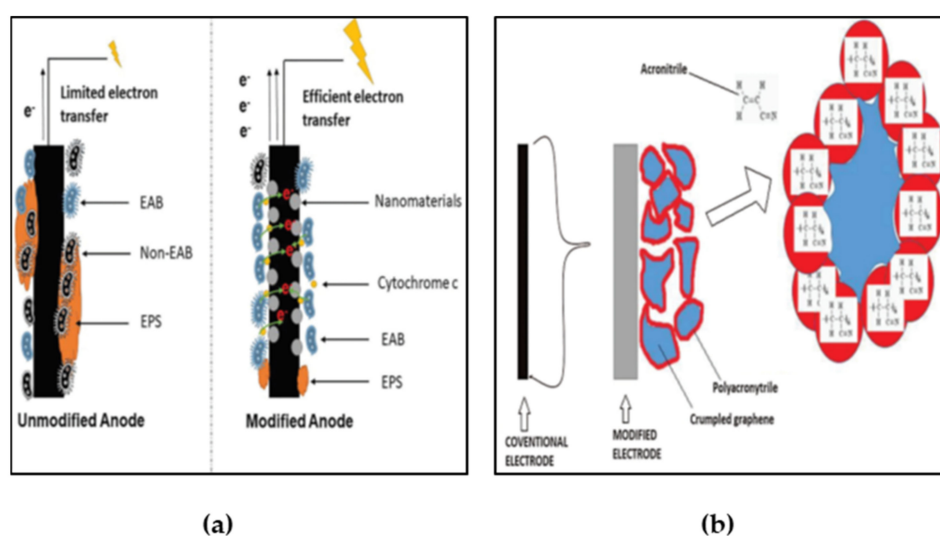 e-
Limited electron
transfer
EAB
Non-EAB
EPS
Unmodified Anode
e-
e-
e-
Efficient electron
transfer
Nanomaterials
Cytochrome c
EAB
EPS
Modified Anode
(a)
Acronitrile
H H
C=C
H C≡N
Polyacronytrile
Crumpled graphene
COVENTIONAL
ELECTRODE
MODIFIED
ELECTRODE
(b)